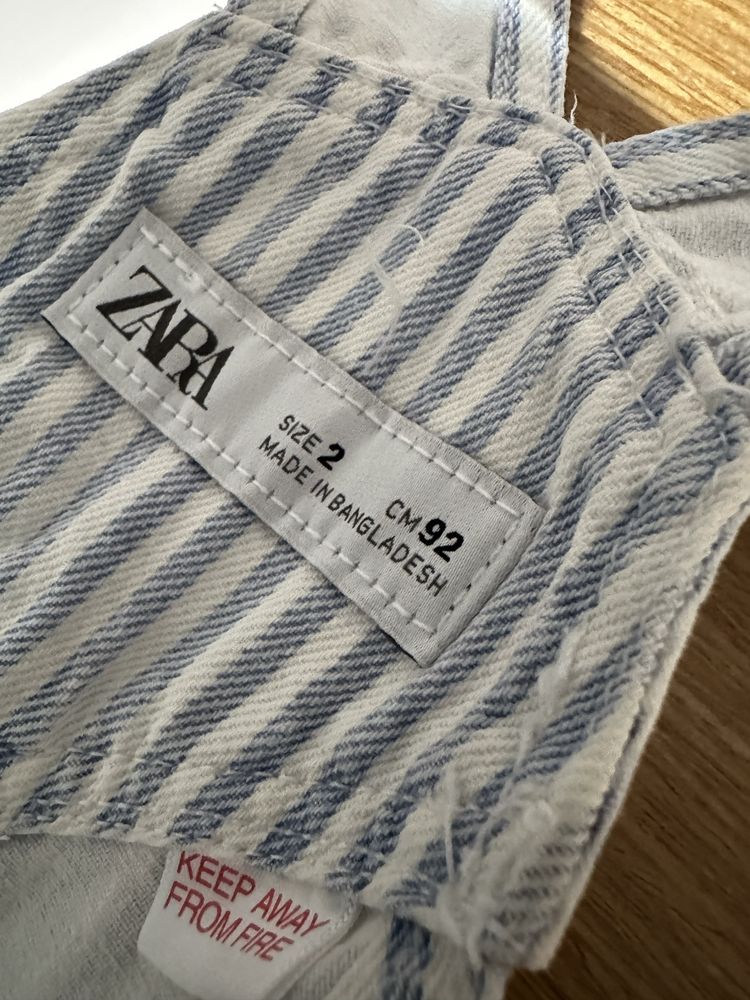 ZARA
SIZE 2 CM 92
MADE IN BANGLADESH
KEEP AWAY
FROM FIRE